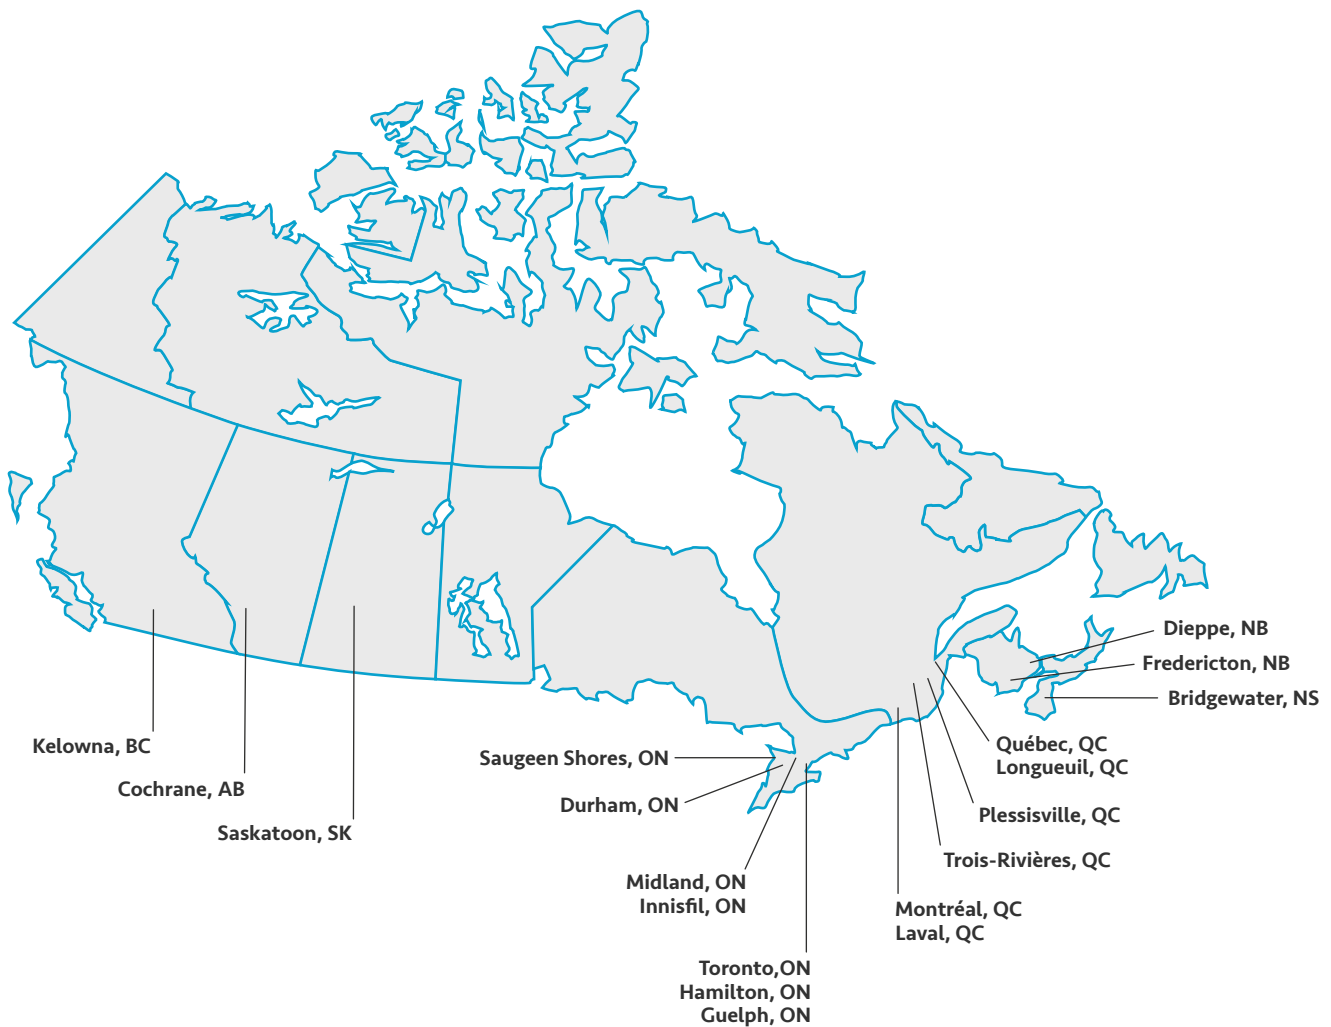 Dieppe, NB
Fredericton, NB
Bridgewater, NS
Kelowna, BC
Cochrane, AB
Saskatoon, SK
Saugeen Shores, ON
Durham, ON
Midland, ON
Innisfil, ON
Toronto,ON
Hamilton, ON
Guelph, ON
Québec, QC
Longueuil, QC
Plessisville, QC
Trois-Rivières, QC
Montréal, QC
Laval, QC